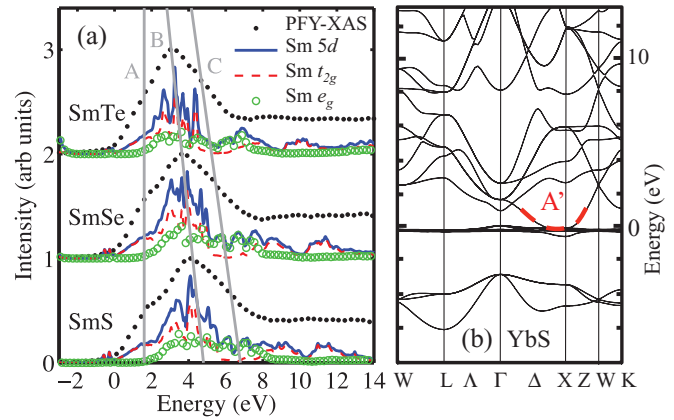 (a)
PFY-XAS
Sm 5d
Sm t2g
Sm eg
A
B
C
SmTe
SmSe
SmS
Intensity (arb units)
3
2
1
0
−2 0 2 4 6 8 10 12 14
Energy (eV)
A'
(b) YbS
10
0
Energy (eV)
W L Λ Γ Δ X Z W K